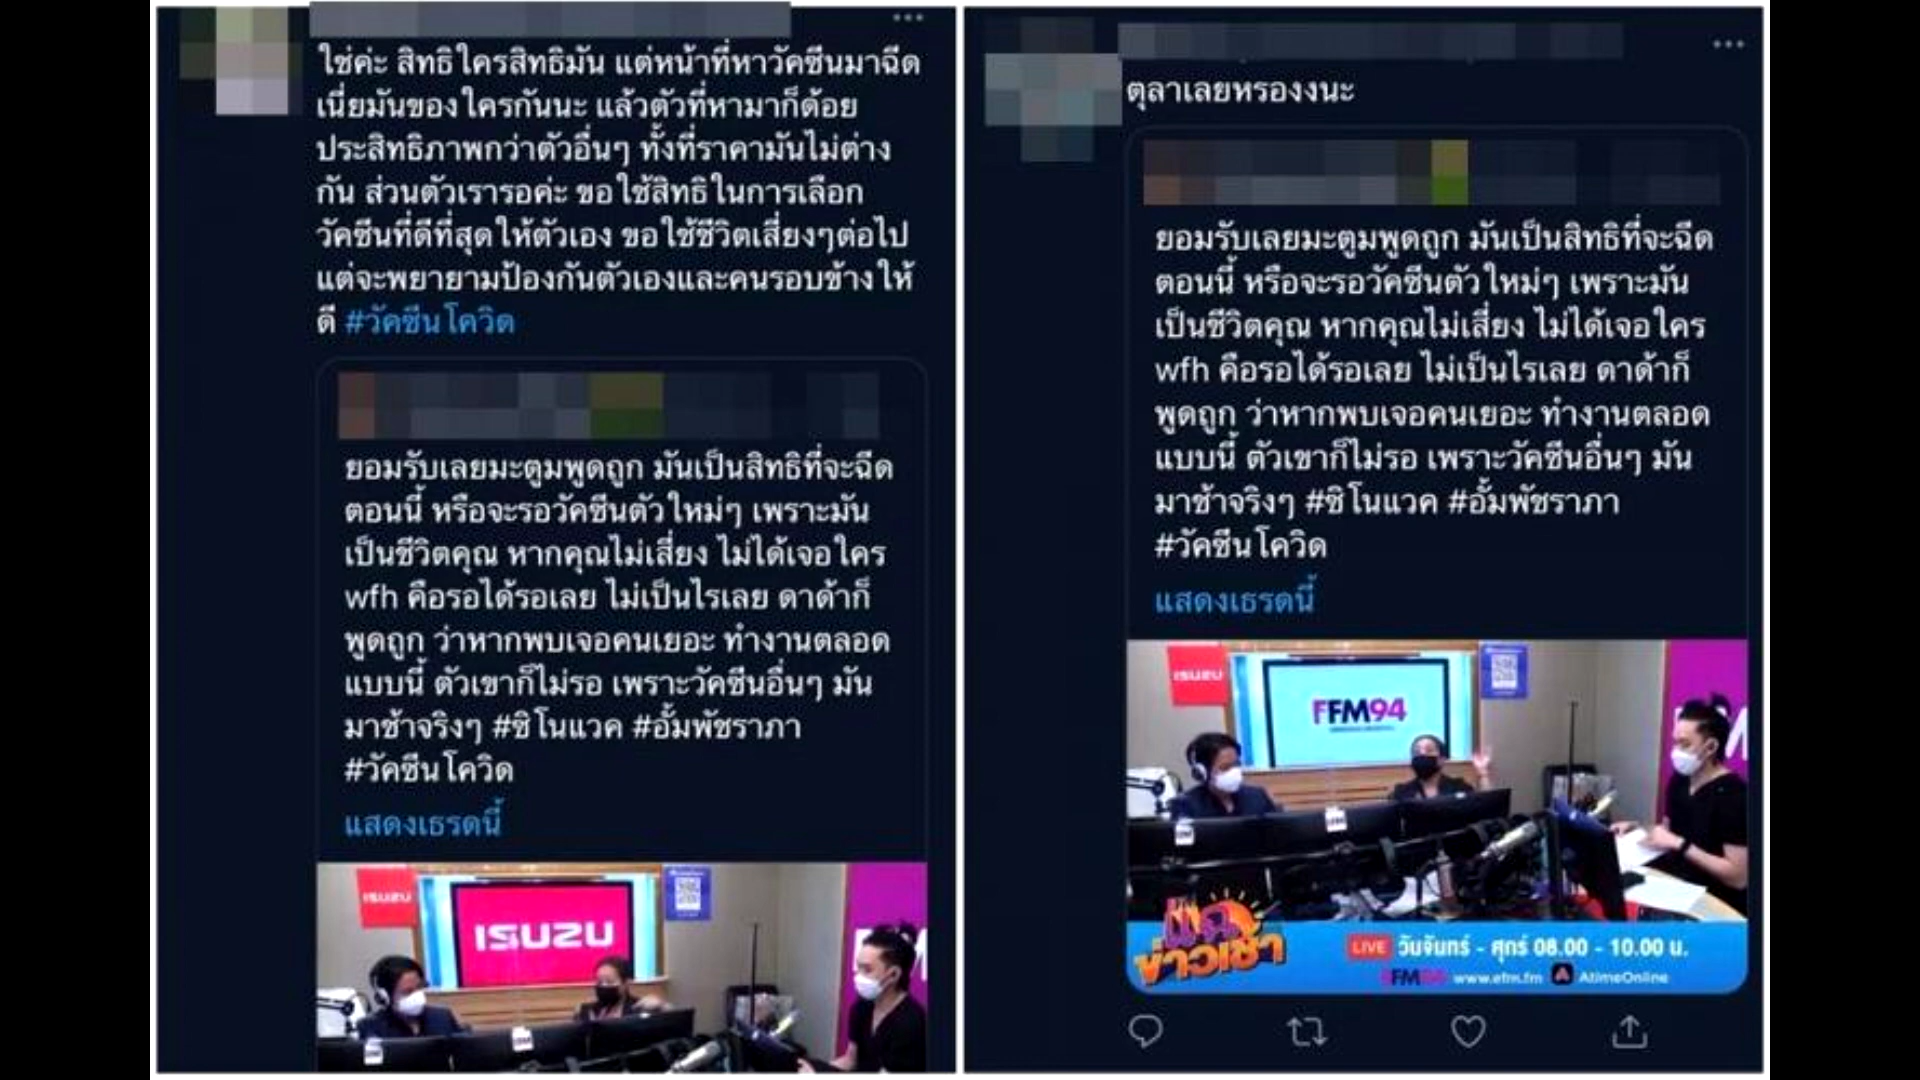 ใช่ค่ะ สิทธิใครสิทธิมัน แต่หน้าที่หาวัคซีนมาฉีด
เนี่ยมันของใครกันนะ แล้วตัวที่หามาก็ด้อย
ประสิทธิภาพกว่าตัวอื่นๆ ทั้งที่ราคามันไม่ต่าง
กัน ส่วนตัวเรารอค่ะ ขอใช้สิทธิในการเลือก
วัคซีนที่ดีที่สุดให้ตัวเอง ขอใช้ชีวิตเสี่ยงๆต่อไป
แต่จะพยายามป้องกันตัวเองและคนรอบข้างให้
ดี #วัคซีนโควิด
ยอมรับเลยมะตูมพูดถูก มันเป็นสิทธิที่จะฉีด
ตอนนี้ หรือจะรอวัคซีนตัวใหม่ๆ เพราะมัน
เป็นชีวิตคุณ หากคุณไม่เสี่ยง ไม่ได้เจอใคร
wfh คือรอได้รอเลย ไม่เป็นไรเลย ดาด้าก็
พูดถูก ว่าหากพบเจอคนเยอะ ทำงานตลอด
แบบนี้ ตัวเขาก็ไม่รอ เพราะวัคซีนอื่นๆ มัน
มาช้าจริงๆ #ซิโนแวค #อั้มพัชราภา
#วัคซีนโควิด
แสดงเธรดนี้
ISUZU
ISUZU
ตุลาเลยหรองงนะ
ยอมรับเลยมะตูมพูดถูก มันเป็นสิทธิที่จะฉีด
ตอนนี้ หรือจะรอวัคซีนตัวใหม่ๆ เพราะมัน
เป็นชีวิตคุณ หากคุณไม่เสี่ยง ไม่ได้เจอใคร
wfh คือรอได้รอเลย ไม่เป็นไรเลย ดาด้าก็
พูดถูก ว่าหากพบเจอคนเยอะ ทำงานตลอด
แบบนี้ ตัวเขาก็ไม่รอ เพราะวัคซีนอื่นๆ มัน
มาช้าจริงๆ #ซิโนแวค #อั้มพัชราภา
#วัคซีนโควิด
แสดงเธรดนี้
ISUZU
FFM94
แฉ
ข่าวเช้า
LIVE วันจันทร์ - ศุกร์ 08.00 - 10.00 น.
www.efm.fm AtimeOnline